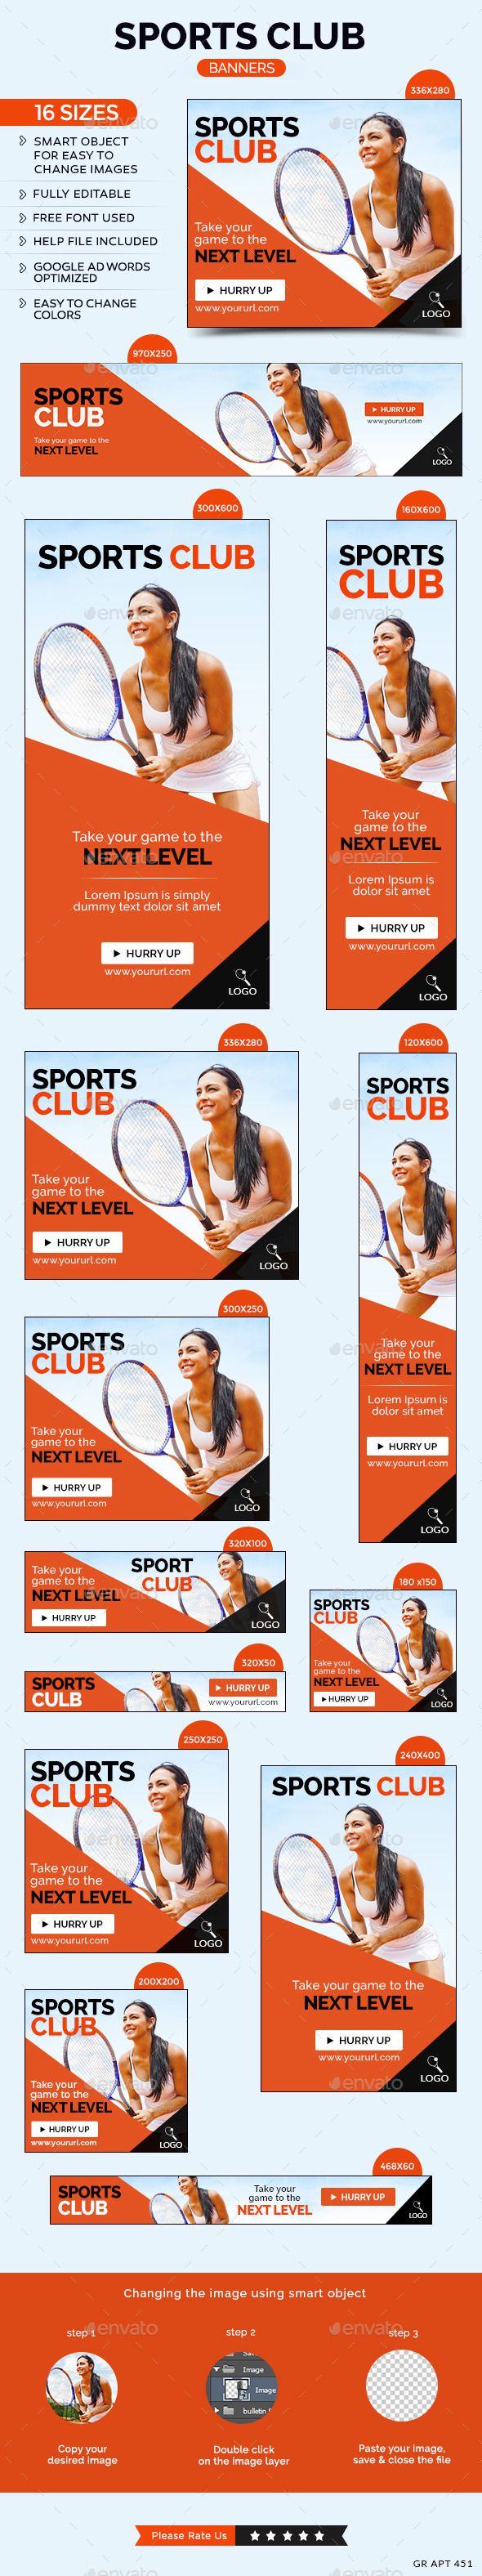 SPORTS CLUB
BANNERS
16 SIZES
SMART OBJECT
FOR EASY TO
CHANGE IMAGES
FULLY EDITABLE
FREE FONT USED
HELP FILE INCLUDED
GOOGLE AD WORDS
OPTIMIZED
EASY TO CHANGE
COLORS
336X280
SPORTS
CLUB
Take your
game to the
NEXT LEVEL
HURRY UP
www.yoururl.com
LOGO
970X250
SPORTS
CLUB
Take your game to the
NEXT LEVEL
HURRY UP
www.yoururl.com
LOGO
300X600
SPORTS CLUB
Take your game to the
NEXT LEVEL
Lorem Ipsum is simply
dummy text dolor sit amet
HURRY UP
www.yoururl.com
LOGO
160X600
SPORTS
CLUB
Take your
game to the
NEXT LEVEL
Lorem Ipsum is
dolor sit amet
HURRY UP
www.yoururl.com
LOGO
336X280
SPORTS
CLUB
Take your
game to the
NEXT LEVEL
HURRY UP
www.yoururl.com
LOGO
120X600
SPORTS
CLUB
Take your
game to the
NEXT LEVEL
Lorem Ipsum is
dolor sit amet
HURRY UP
www.yoururl.com
LOGO
300X250
SPORTS
CLUB
Take your
game to the
NEXT LEVEL
HURRY UP
www.yoururl.com
LOGO
320X100
Take your
game to the
NEXT LEVEL
HURRY UP
SPORT
CLUB
LOGO
180 x150
SPORTS
CLUB
Take your
game to the
NEXT LEVEL
HURRY UP
LOGO
320X50
SPORTS
CULB
HURRY UP
www.yoururl.com
250X250
SPORTS
CLUB
Take your
game to the
NEXT LEVEL
HURRY UP
www.yoururl.com
LOGO
240X400
SPORTS CLUB
Take your game to the
NEXT LEVEL
HURRY UP
www.yoururl.com
LOGO
200X200
SPORTS
CLUB
Take your
game to the
NEXT LEVEL
HURRY UP
www.yoururl.com
LOGO
468X60
SPORTS
CLUB
Take your
game to the
NEXT LEVEL
HURRY UP
LOGO
Changing the image using smart object
step 1
Copy your
desired image
step 2
Image
Image
Double click
on the image layer
step 3
Paste your image,
save & close the file
Please Rate Us
GR APT 451
envato